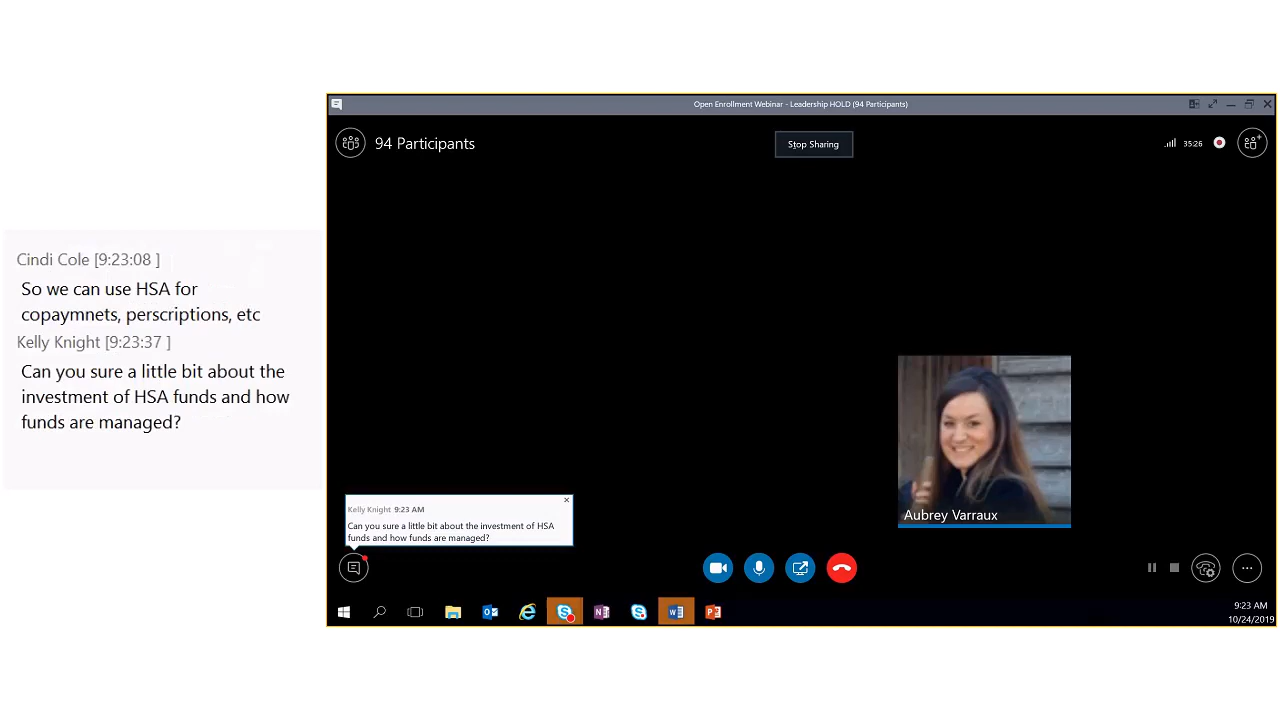 Open Enrollment Webinar - Leadership HOLD (94 Participants)
94 Participants
Stop Sharing
35:26
Cindi Cole [9:23:08 ]
So we can use HSA for
copaymnets, perscriptions, etc
Kelly Knight [9:23:37 ]
Can you sure a little bit about the
investment of HSA funds and how
funds are managed?
Kelly Knight 9:23 AM
Can you sure a little bit about the investment of HSA
funds and how funds are managed?
Aubrey Varraux
9:23 AM
10/24/2019